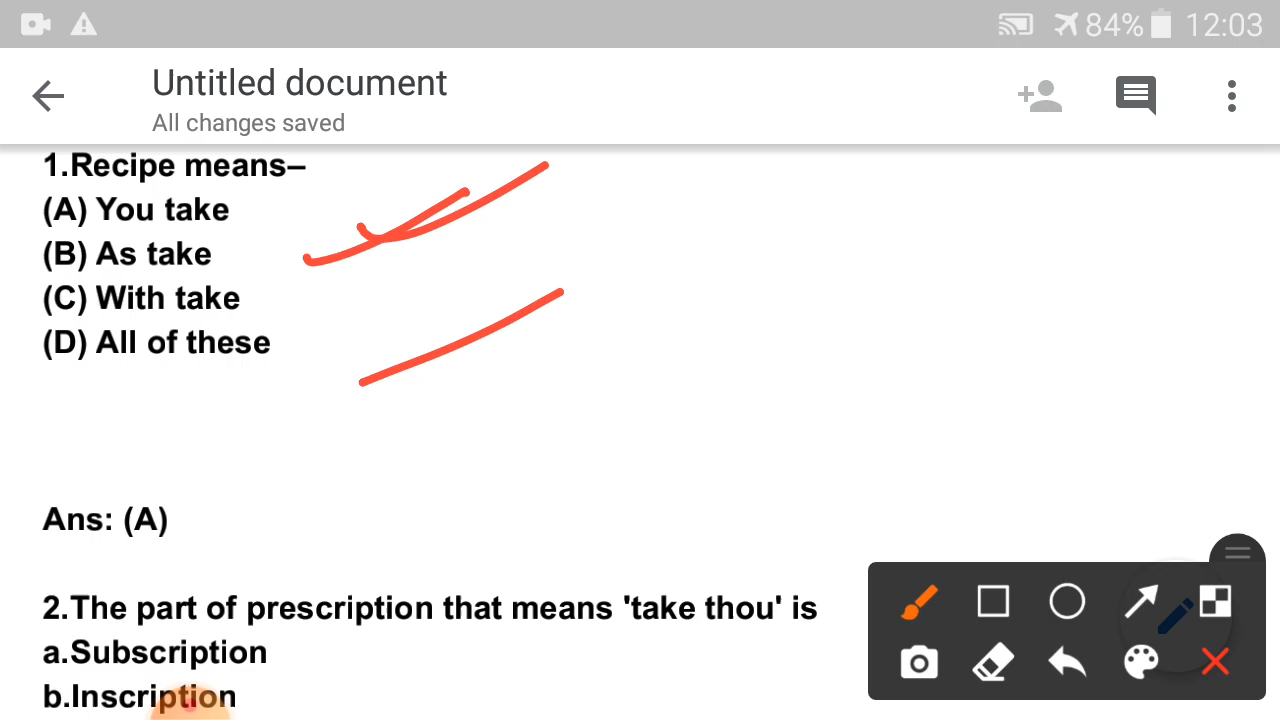 84% 12:03
Untitled document
All changes saved
1.Recipe means–
(A) You take
(B) As take
(C) With take
(D) All of these
Ans: (A)
2.The part of prescription that means 'take thou' is
a.Subscription
b.Inscription